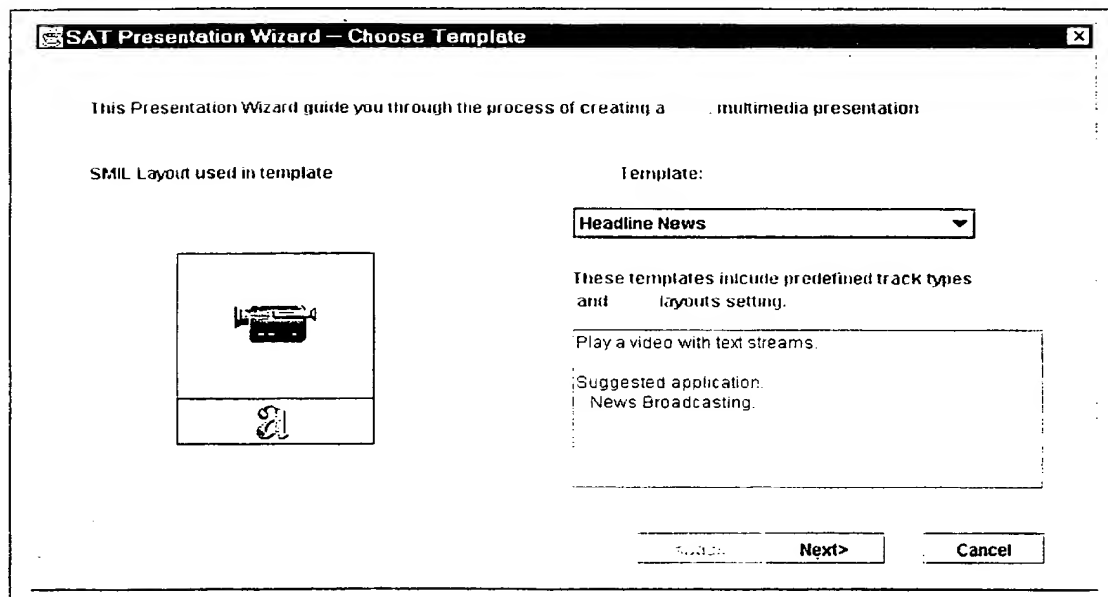 SAT Presentation Wizard — Choose Template
This Presentation Wizard guide you through the process of creating a multimedia presentation
SMIL Layout used in template
Template:
Headline News
These templates inlcude predefined track types
and layouts setting.
Play a video with text streams.
Suggested application.
News Broadcasting.
a
Next>
Cancel